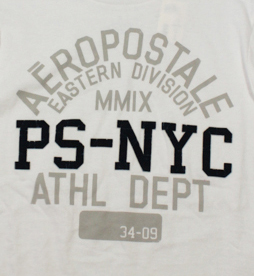 AĒROPOSTALE
EASTERN DIVISION
MMIX
PS-NYC
ATHL DEPT
34-09